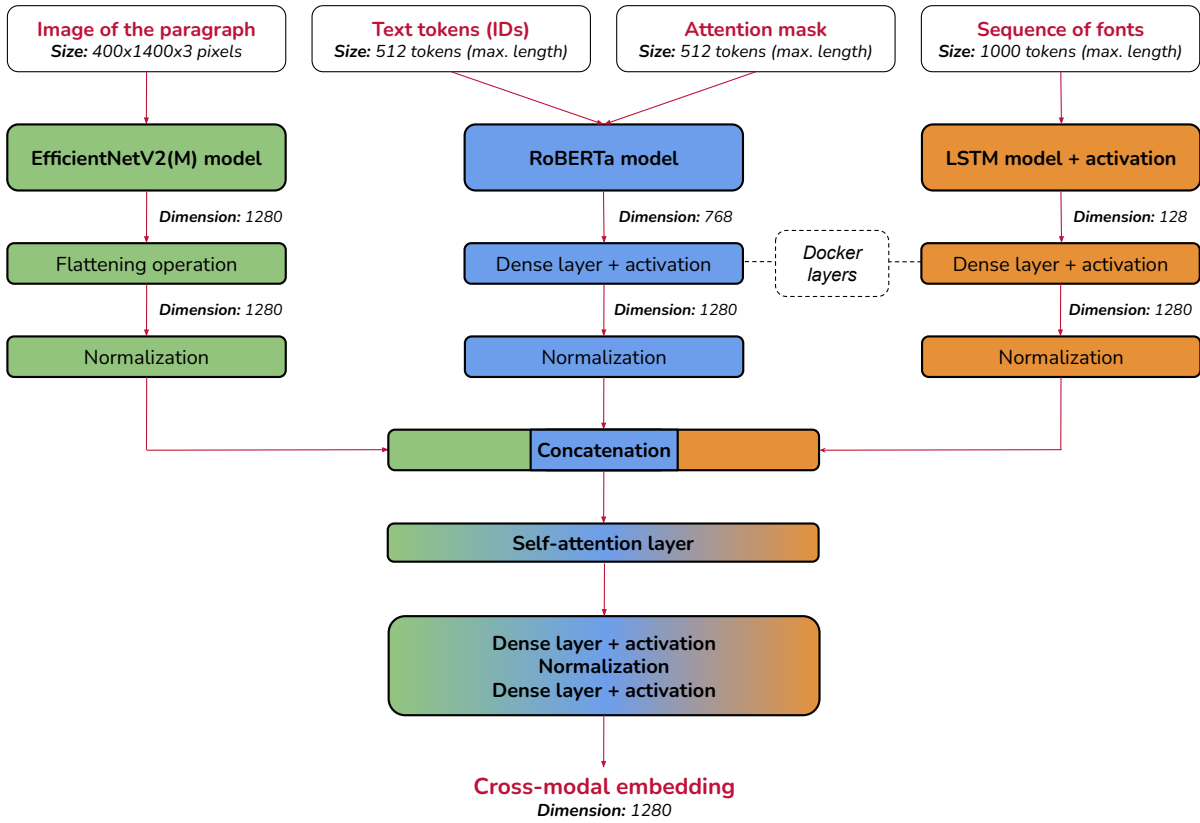 Image of the paragraph
Size: 400x1400x3 pixels
Text tokens (IDs)
Size: 512 tokens (max. length)
Attention mask
Size: 512 tokens (max. length)
Sequence of fonts
Size: 1000 tokens (max. length)
EfficientNetV2(M) model
RoBERTa model
LSTM model + activation
Dimension: 1280
Dimension: 768
Dimension: 128
Flattening operation
Dense layer + activation
Docker
layers
Dense layer + activation
Dimension: 1280
Dimension: 1280
Dimension: 1280
Normalization
Normalization
Normalization
Concatenation
Self-attention layer
Dense layer + activation
Normalization
Dense layer + activation
Cross-modal embedding
Dimension: 1280